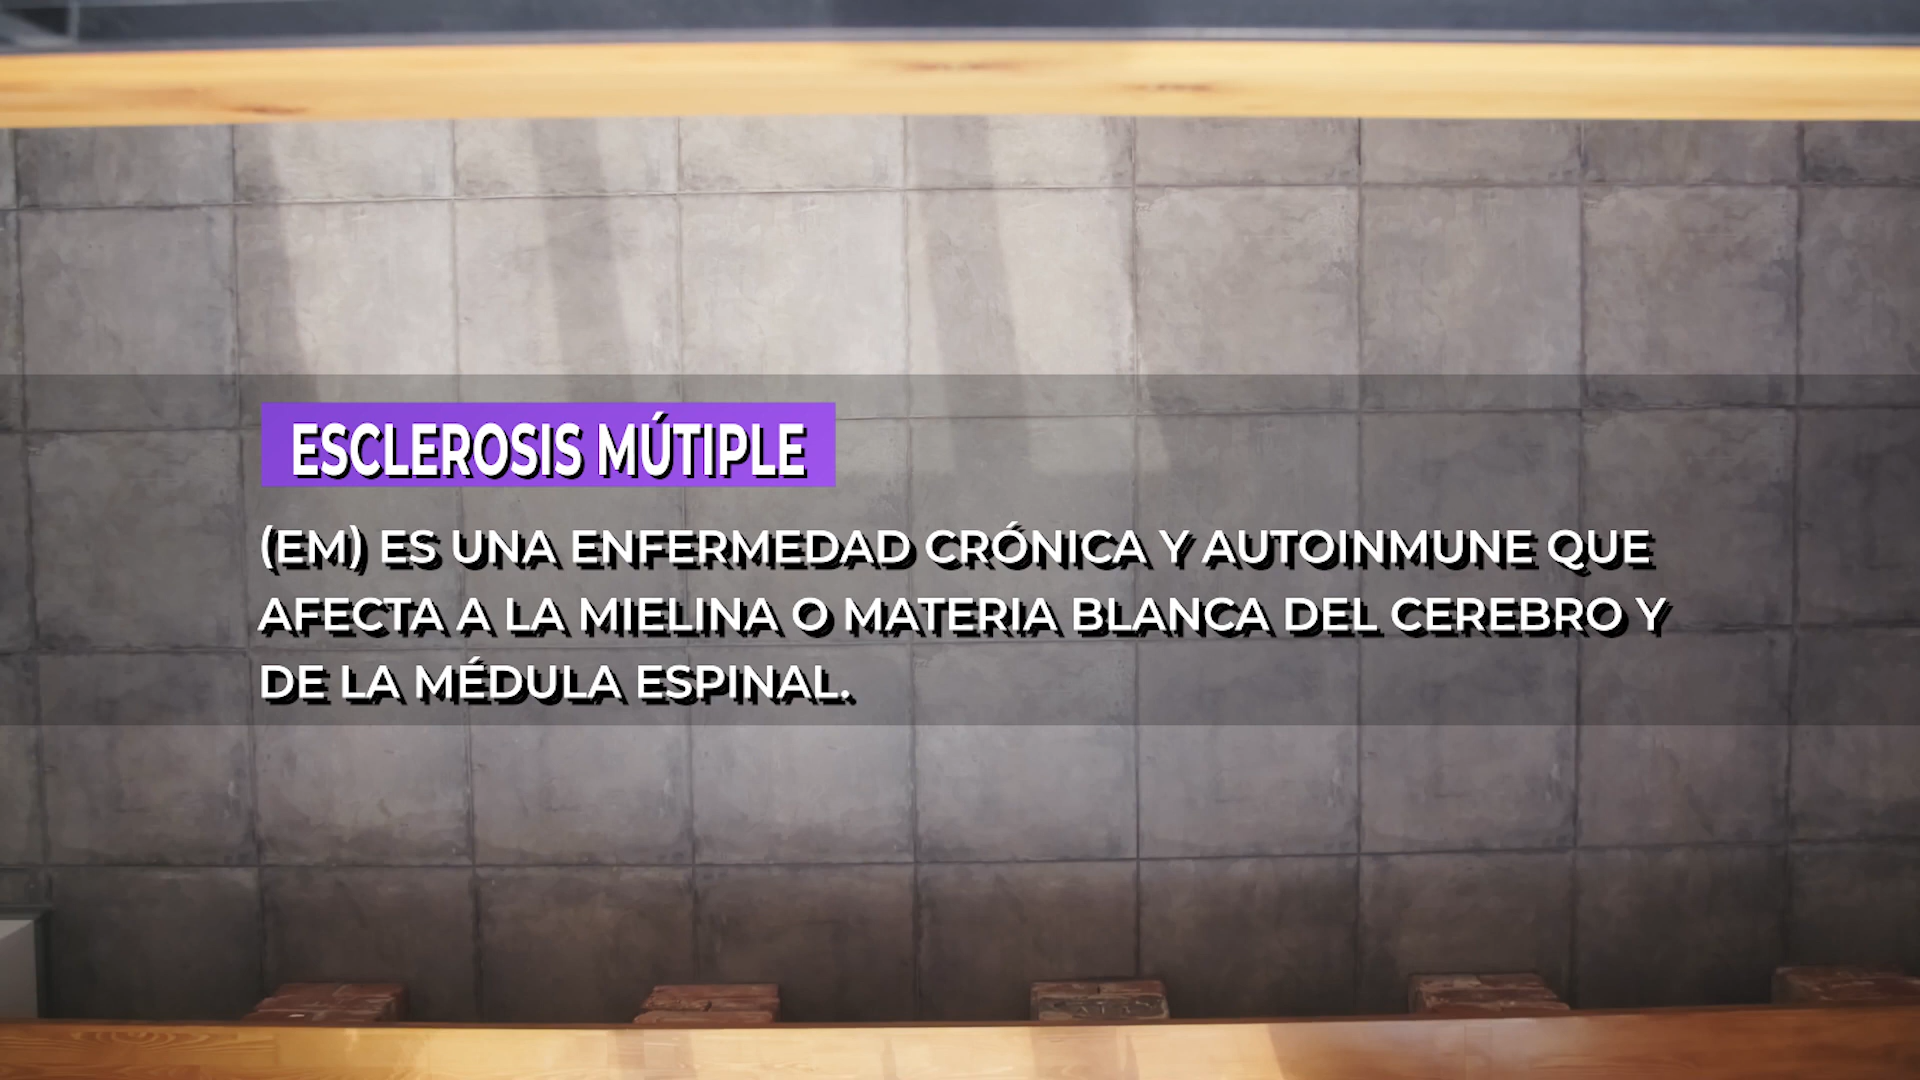 ESCLEROSIS MÚTIPLE
(EM) ES UNA ENFERMEDAD CRÓNICA Y AUTOINMUNE QUE
AFECTA A LA MIELINA O MATERIA BLANCA DEL CEREBRO Y
DE LA MÉDULA ESPINAL.